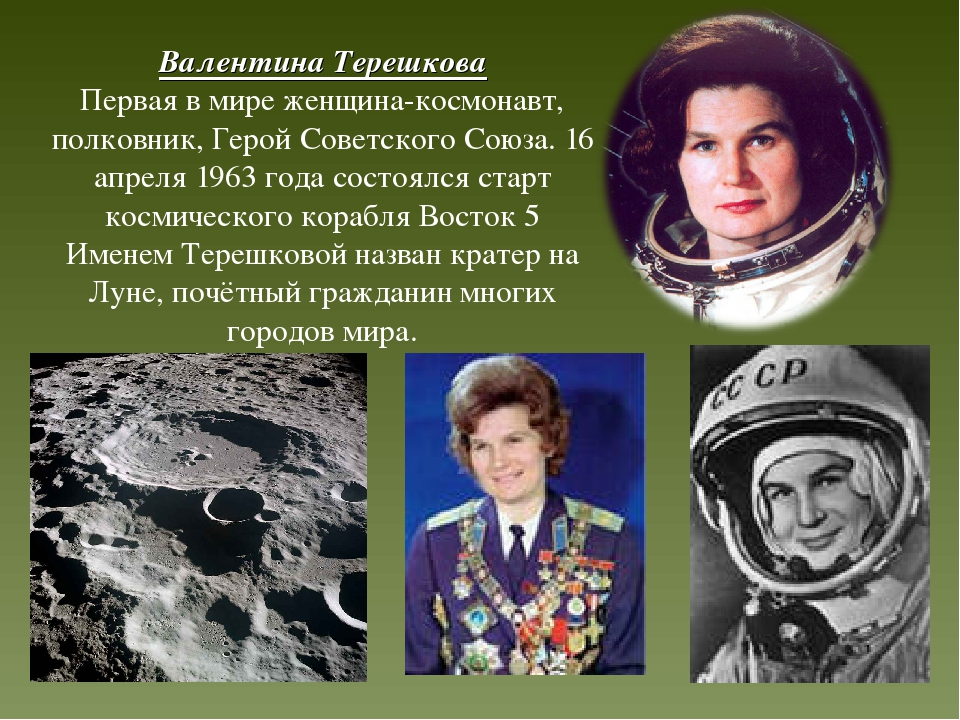 Валентина Терешкова
Первая в мире женщина-космонавт,
полковник, Герой Советского Союза. 16
апреля 1963 года состоялся старт
космического корабля Восток 5
Именем Терешковой назван кратер на
Луне, почётный гражданин многих
городов мира.
СССР